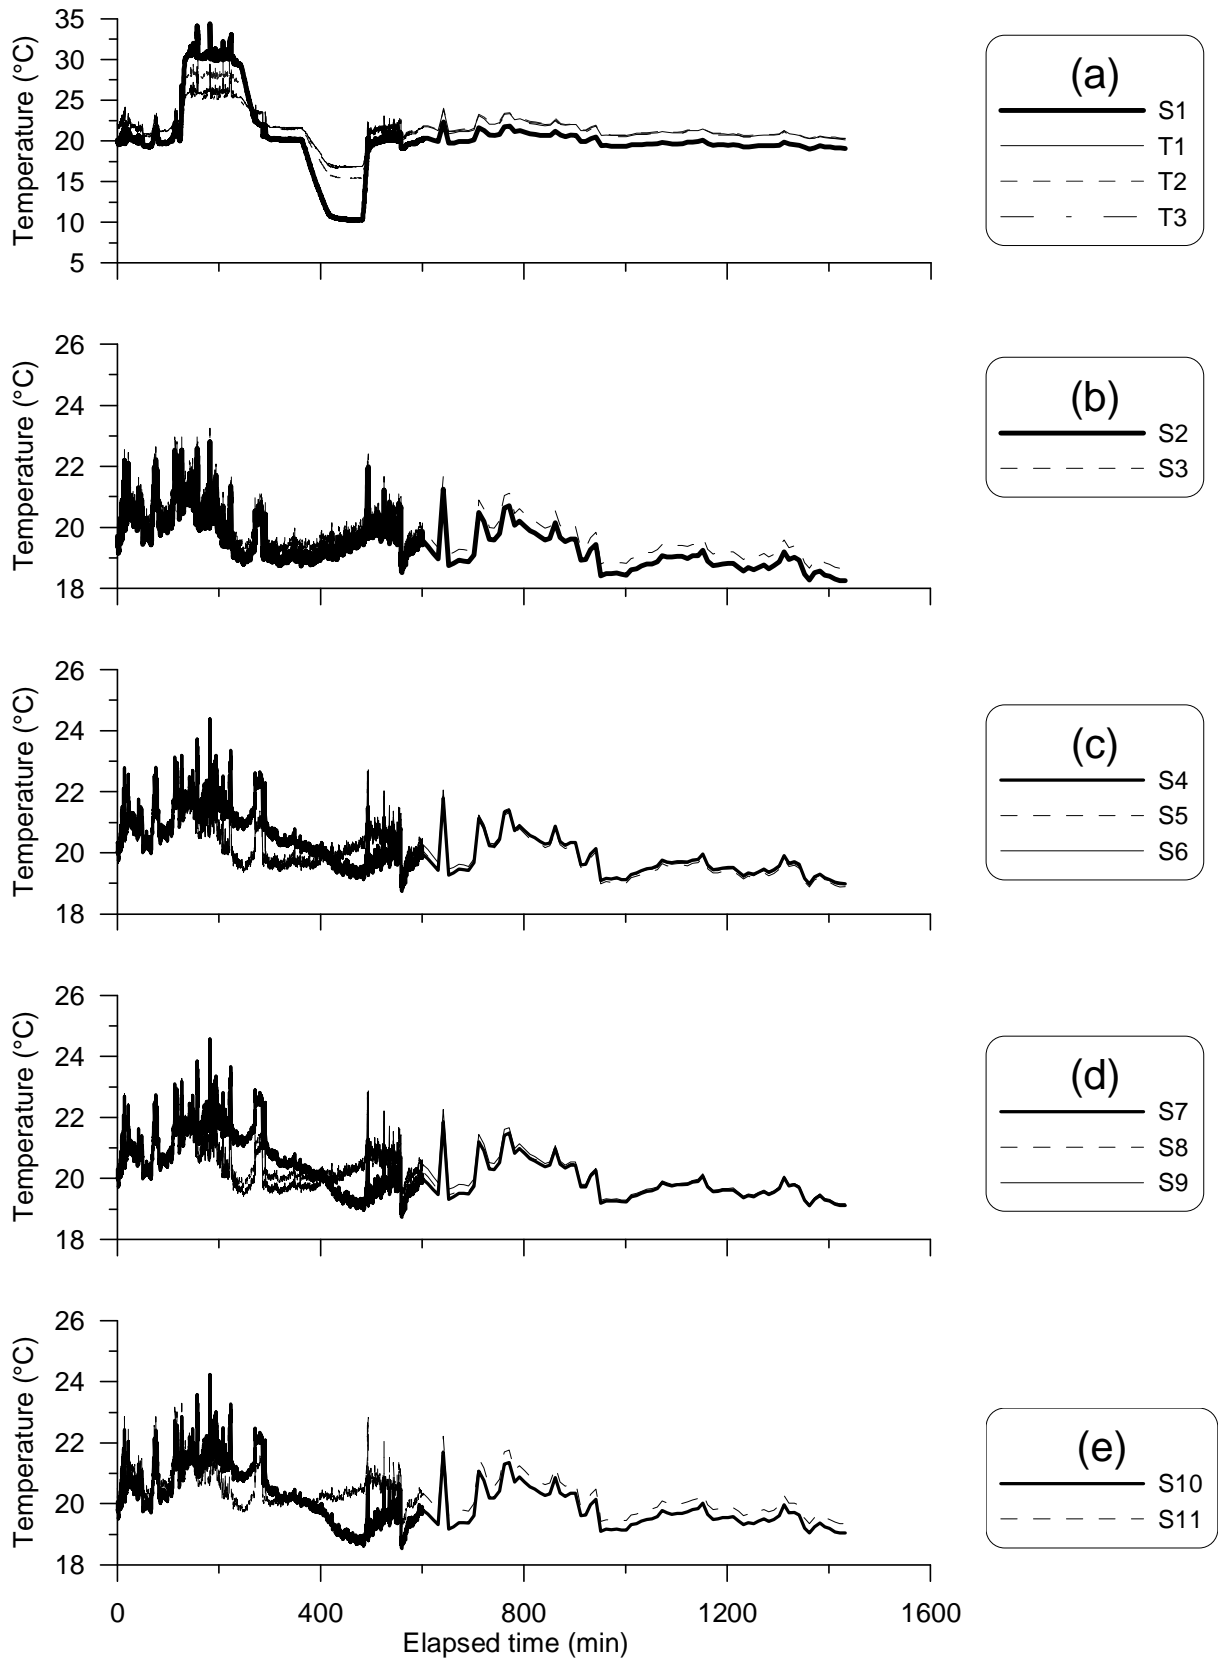 35
30
25
20
15
10
5
Temperature (°C)
(a)
S1
T1
T2
T3
26
24
22
20
18
Temperature (°C)
(b)
S2
S3
26
24
22
20
18
Temperature (°C)
(c)
S4
S5
S6
26
24
22
20
18
Temperature (°C)
(d)
S7
S8
S9
26
24
22
20
18
Temperature (°C)
(e)
S10
S11
0 400 800 1200 1600
Elapsed time (min)